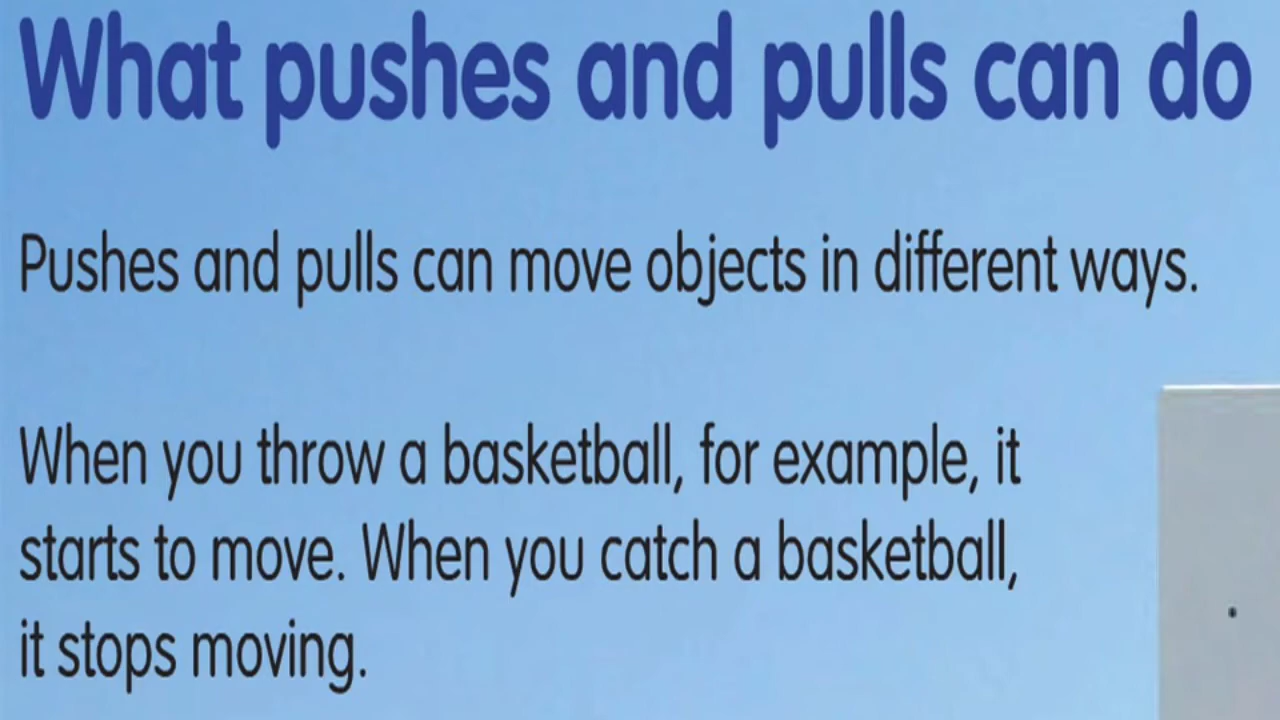 What pushes and pulls can do
Pushes and pulls can move objects in different ways.
When you throw a basketball, for example, it
starts to move. When you catch a basketball,
it stops moving.